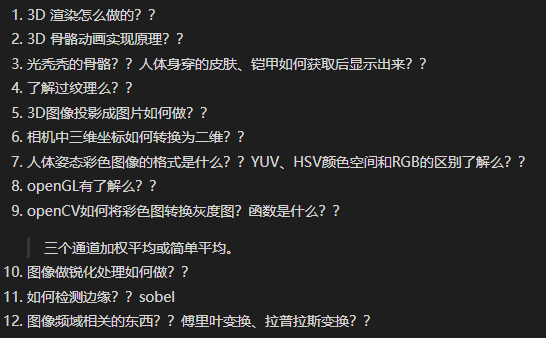 1. 3D 渲染怎么做的？？
2. 3D 骨骼动画实现原理？？
3. 光秃秃的骨骼？？人体身穿的皮肤、铠甲如何获取后显示出来？？
4. 了解过纹理么？？
5. 3D图像投影成图片如何做？？
6. 相机中三维坐标如何转换为二维？？
7. 人体姿态彩色图像的格式是什么？？YUV、HSV颜色空间和RGB的区别了解么？？
8. openGL有了解么？？
9. openCV如何将彩色图转换灰度图？函数是什么？？
三个通道加权平均或简单平均。
10. 图像做锐化处理如何做？？
11. 如何检测边缘？？sobel
12. 图像频域相关的东西？？傅里叶变换、拉普拉斯变换？？